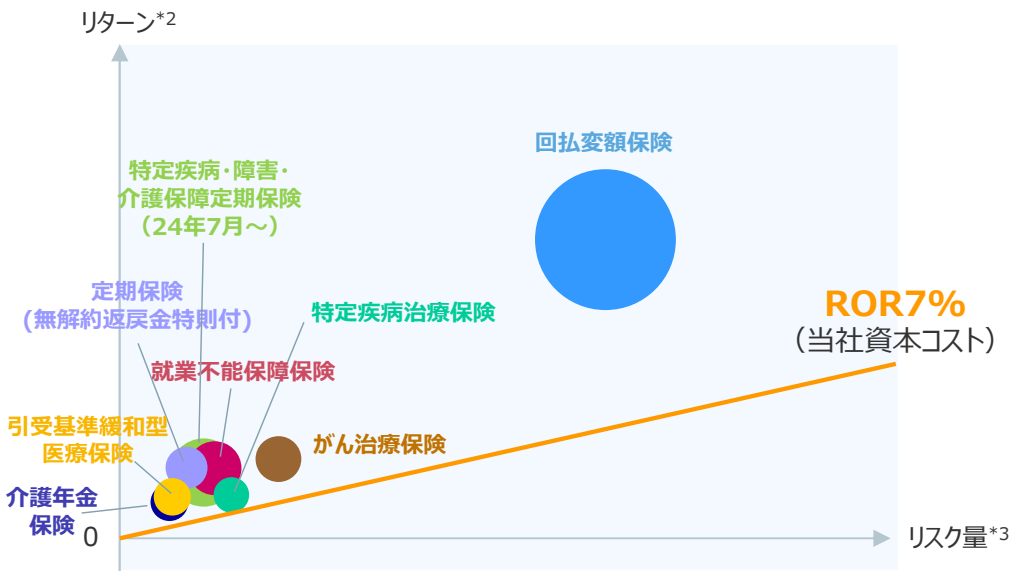 リターン*2
回払変額保険
特定疾病・障害・
介護保障定期保険
（24年7月～）
定期保険
(無解約返戻金特則付)
特定疾病治療保険
ROR7%
（当社資本コスト）
就業不能保障保険
引受基準緩和型
医療保険
がん治療保険
介護年金
保険
0
リスク量*3